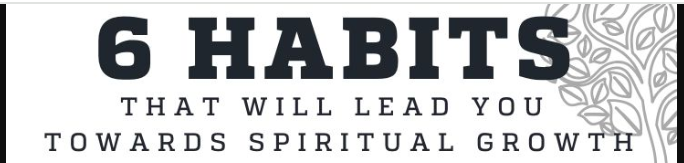 6 HABITS
THAT WILL LEAD YOU
TOWARDS SPIRITUAL GROWTH